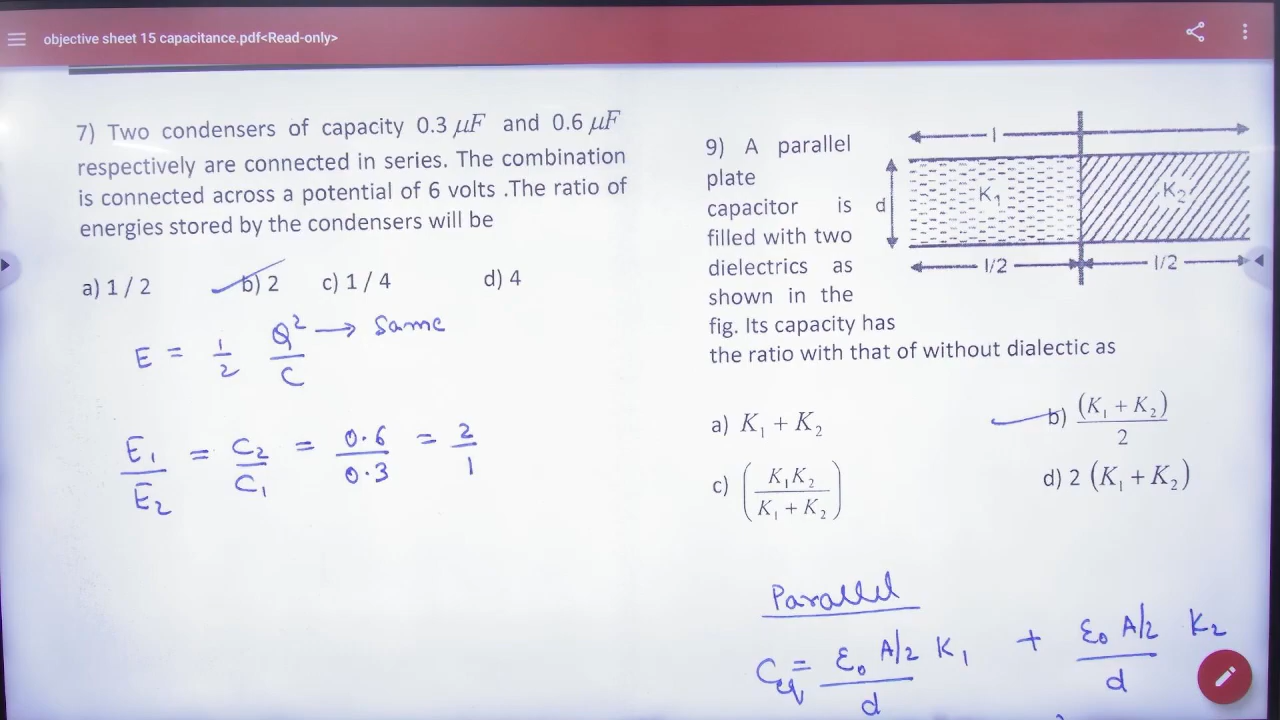 objective sheet 15 capacitance.pdf<Read-only>
7) Two condensers of capacity 0.3 μF and 0.6 μF
respectively are connected in series. The combination
is connected across a potential of 6 volts .The ratio of
energies stored by the condensers will be
a) 1 / 2 b) 2 c) 1 / 4 d) 4
E = 1/2 Q²/C → Same
E₁/E₂ = C₂/C₁ = 0.6/0.3 = 2/1
9) A parallel
plate
capacitor is
filled with two
dielectrics as
shown in the
fig. Its capacity has
the ratio with that of without dialectic as
l
d K₁ K₂
l/2 l/2
a) K₁ + K₂ b) (K₁ + K₂)/2
c) (K₁K₂/(K₁ + K₂)) d) 2 (K₁ + K₂)
Parallel
Ceq = ε₀ A/2 K₁/d + ε₀ A/2 K₂/d